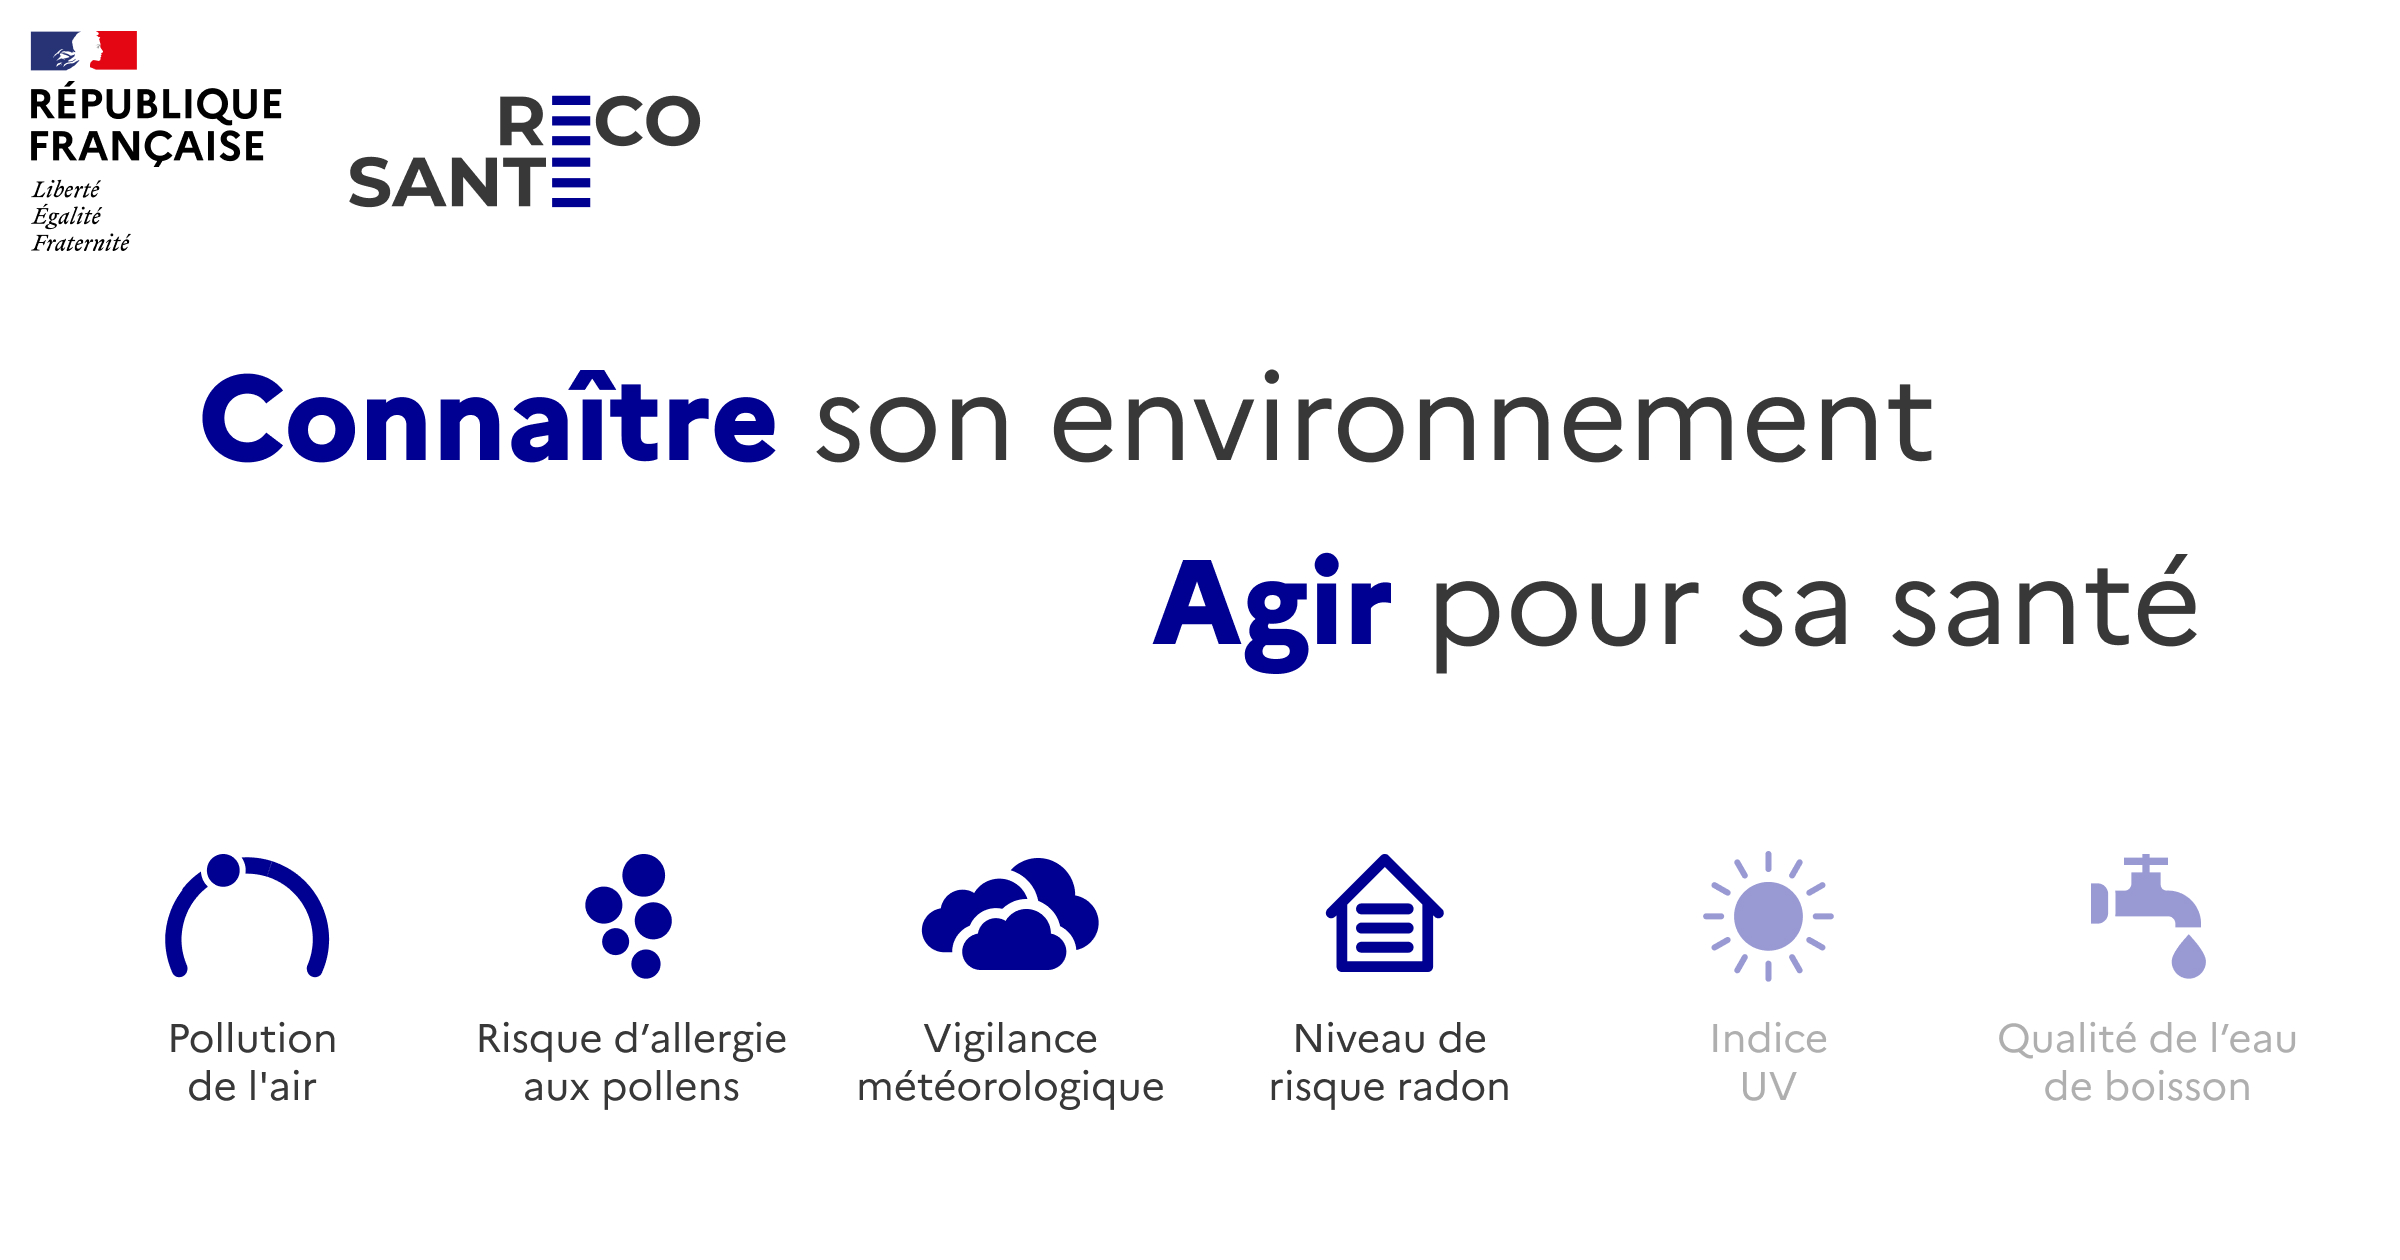 RÉPUBLIQUE
FRANÇAISE
Liberté
Égalité
Fraternité
RECO
SANTE
Connaître son environnement
Agir pour sa santé
Pollution
de l'air
Risque d’allergie
aux pollens
Vigilance
météorologique
Niveau de
risque radon
Indice
UV
Qualité de l’eau
de boisson